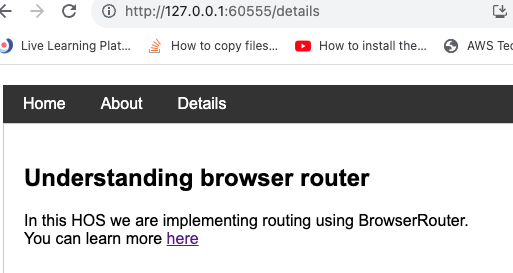 http://127.0.0.1:60555/details
Live Learning Plat... How to copy files... How to install the... AWS Tec
Home About Details
Understanding browser router
In this HOS we are implementing routing using BrowserRouter.
You can learn more here